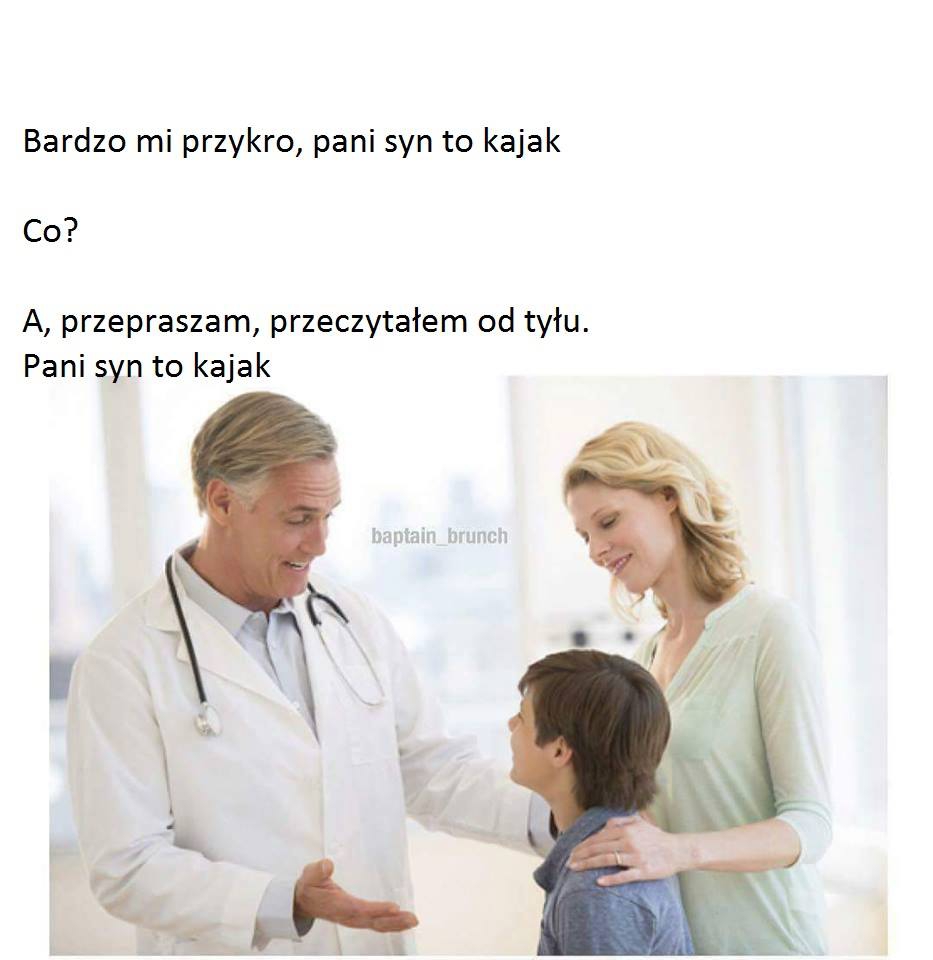 Bardzo mi przykro, pani syn to kajak
Co?
A, przepraszam, przeczytałem od tyłu.
Pani syn to kajak
baptain_brunch